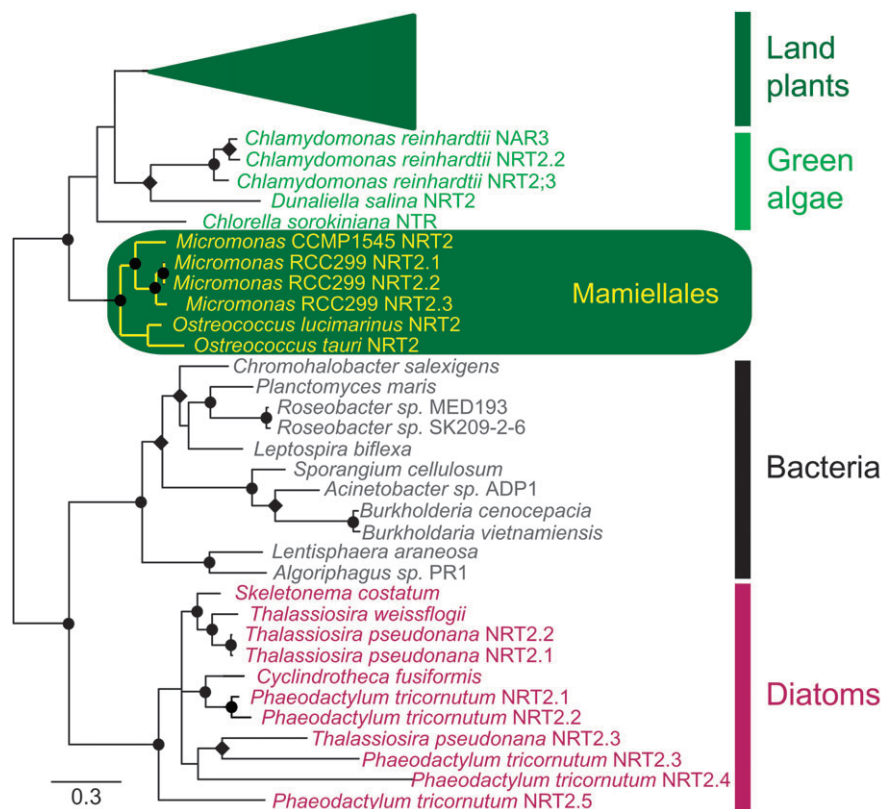 Land
plants
Chlamydomonas reinhardtii NAR3
Chlamydomonas reinhardtii NRT2.2
Chlamydomonas reinhardtii NRT2;3
Dunaliella salina NRT2
Chlorella sorokiniana NTR
Green
algae
Micromonas CCMP1545 NRT2
Micromonas RCC299 NRT2.1
Micromonas RCC299 NRT2.2
Micromonas RCC299 NRT2.3
Ostreococcus lucimarinus NRT2
Ostreococcus tauri NRT2
Mamiellales
Chromohalobacter salexigens
Planctomyces maris
Roseobacter sp. MED193
Roseobacter sp. SK209-2-6
Leptospira biflexa
Sporangium cellulosum
Acinetobacter sp. ADP1
Burkholderia cenocepacia
Burkholdaria vietnamiensis
Lentisphaera araneosa
Algoriphagus sp. PR1
Bacteria
Skeletonema costatum
Thalassiosira weissflogii
Thalassiosira pseudonana NRT2.2
Thalassiosira pseudonana NRT2.1
Cyclindrotheca fusiformis
Phaeodactylum tricornutum NRT2.1
Phaeodactylum tricornutum NRT2.2
Thalassiosira pseudonana NRT2.3
Phaeodactylum tricornutum NRT2.3
Phaeodactylum tricornutum NRT2.4
Phaeodactylum tricornutum NRT2.5
Diatoms
0.3